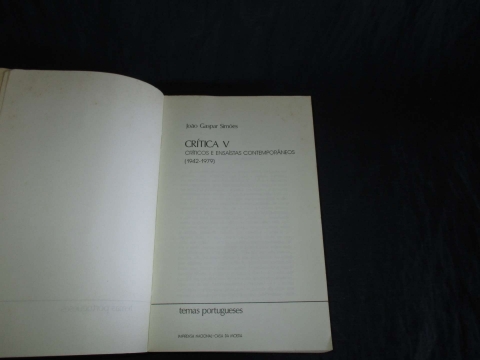 João Gaspar Simões
CRÍTICA V
CRÍTICOS E ENSAÍSTAS CONTEMPORÂNEOS
(1942-1979)
temas portugueses
IMPRENSA NACIONAL-CASA DA MOEDA